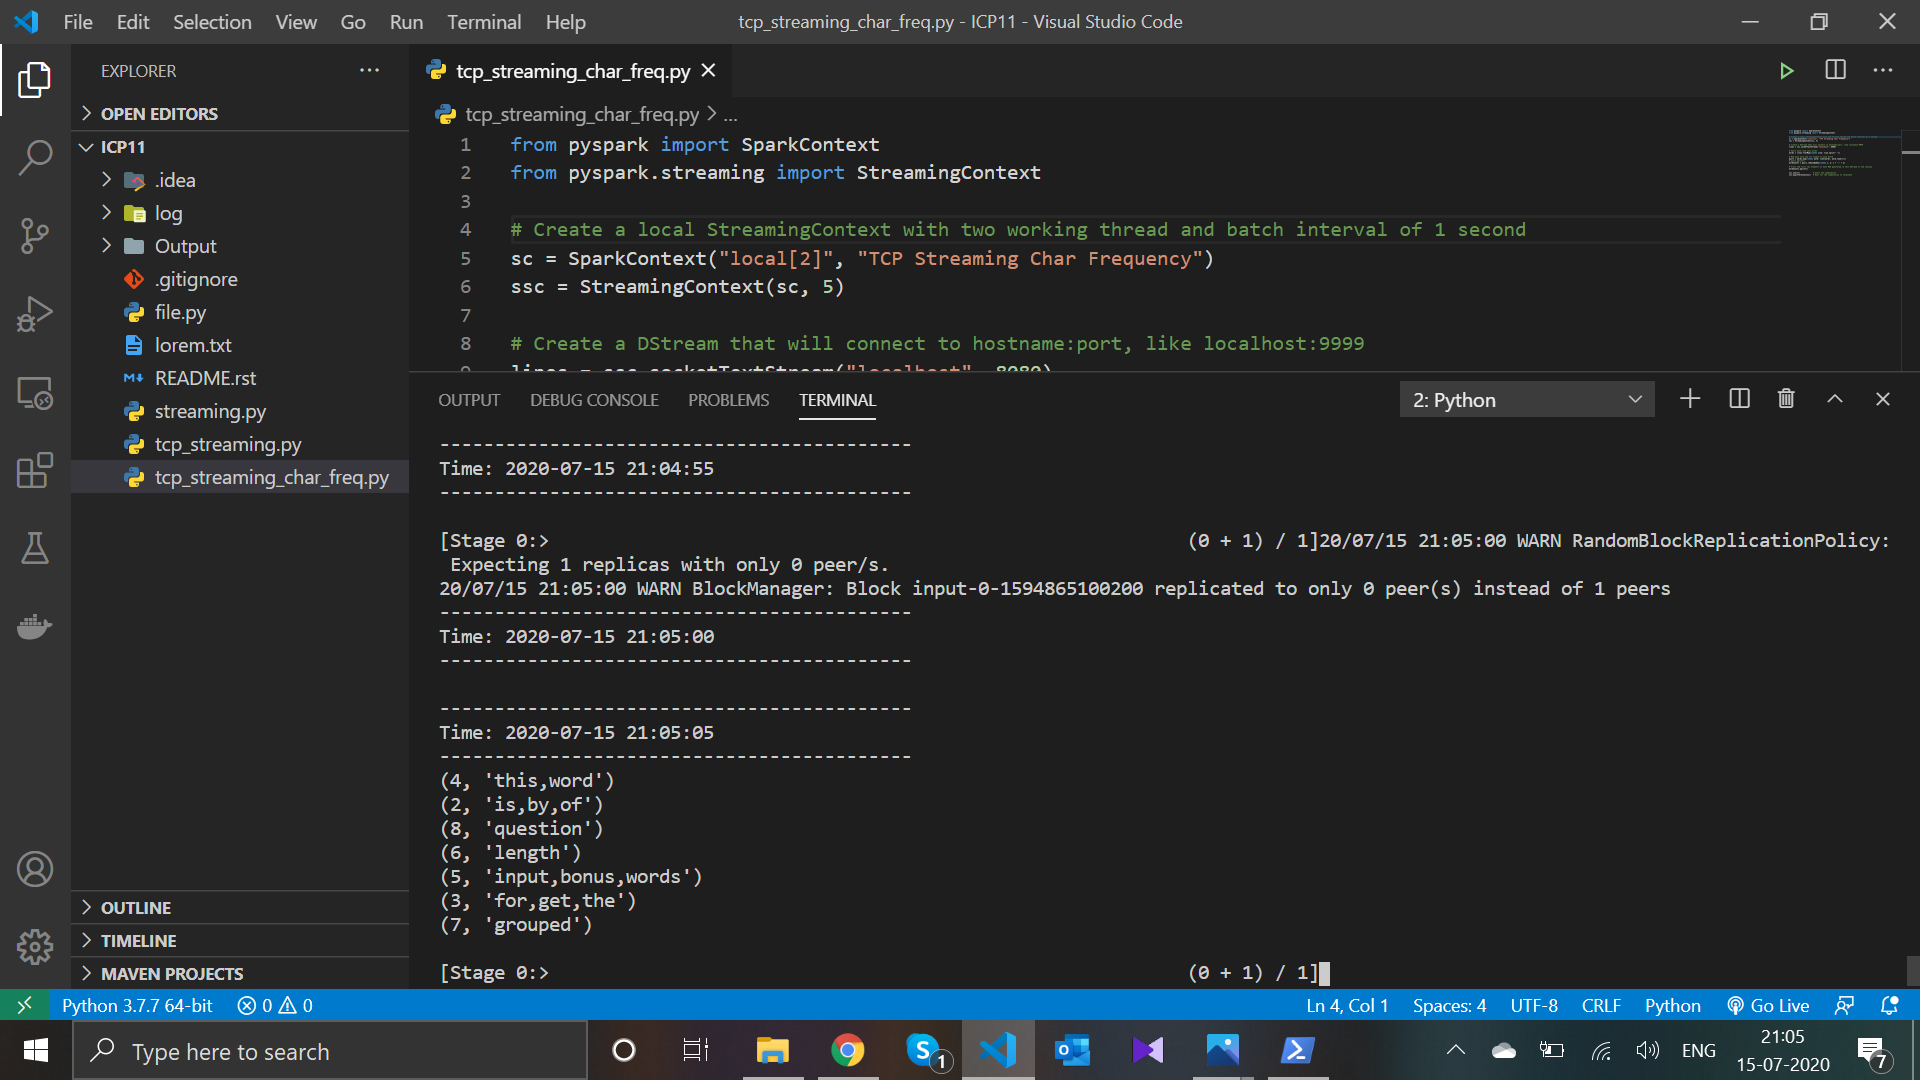 File Edit Selection View Go Run Terminal Help
tcp_streaming_char_freq.py - ICP11 - Visual Studio Code
EXPLORER
OPEN EDITORS
ICP11
.idea
log
Output
.gitignore
file.py
lorem.txt
README.rst
streaming.py
tcp_streaming.py
tcp_streaming_char_freq.py
OUTLINE
TIMELINE
MAVEN PROJECTS
tcp_streaming_char_freq.py
tcp_streaming_char_freq.py > ...
1 from pyspark import SparkContext
2 from pyspark.streaming import StreamingContext
3
4 # Create a local StreamingContext with two working thread and batch interval of 1 second
5 sc = SparkContext("local[2]", "TCP Streaming Char Frequency")
6 ssc = StreamingContext(sc, 5)
7
8 # Create a DStream that will connect to hostname:port, like localhost:9999
9 lines = ssc.socketTextStream("localhost", 8080)
OUTPUT DEBUG CONSOLE PROBLEMS TERMINAL
2: Python
-------------------------------------------
Time: 2020-07-15 21:04:55
-------------------------------------------
[Stage 0:> (0 + 1) / 1]20/07/15 21:05:00 WARN RandomBlockReplicationPolicy:
Expecting 1 replicas with only 0 peer/s.
20/07/15 21:05:00 WARN BlockManager: Block input-0-1594865100200 replicated to only 0 peer(s) instead of 1 peers
-------------------------------------------
Time: 2020-07-15 21:05:00
-------------------------------------------
-------------------------------------------
Time: 2020-07-15 21:05:05
-------------------------------------------
(4, 'this,word')
(2, 'is,by,of')
(8, 'question')
(6, 'length')
(5, 'input,bonus,words')
(3, 'for,get,the')
(7, 'grouped')
[Stage 0:> (0 + 1) / 1]
Python 3.7.7 64-bit 0 0
Ln 4, Col 1 Spaces: 4 UTF-8 CRLF Python Go Live
Type here to search
S 1
ENG
21:05
15-07-2020
7